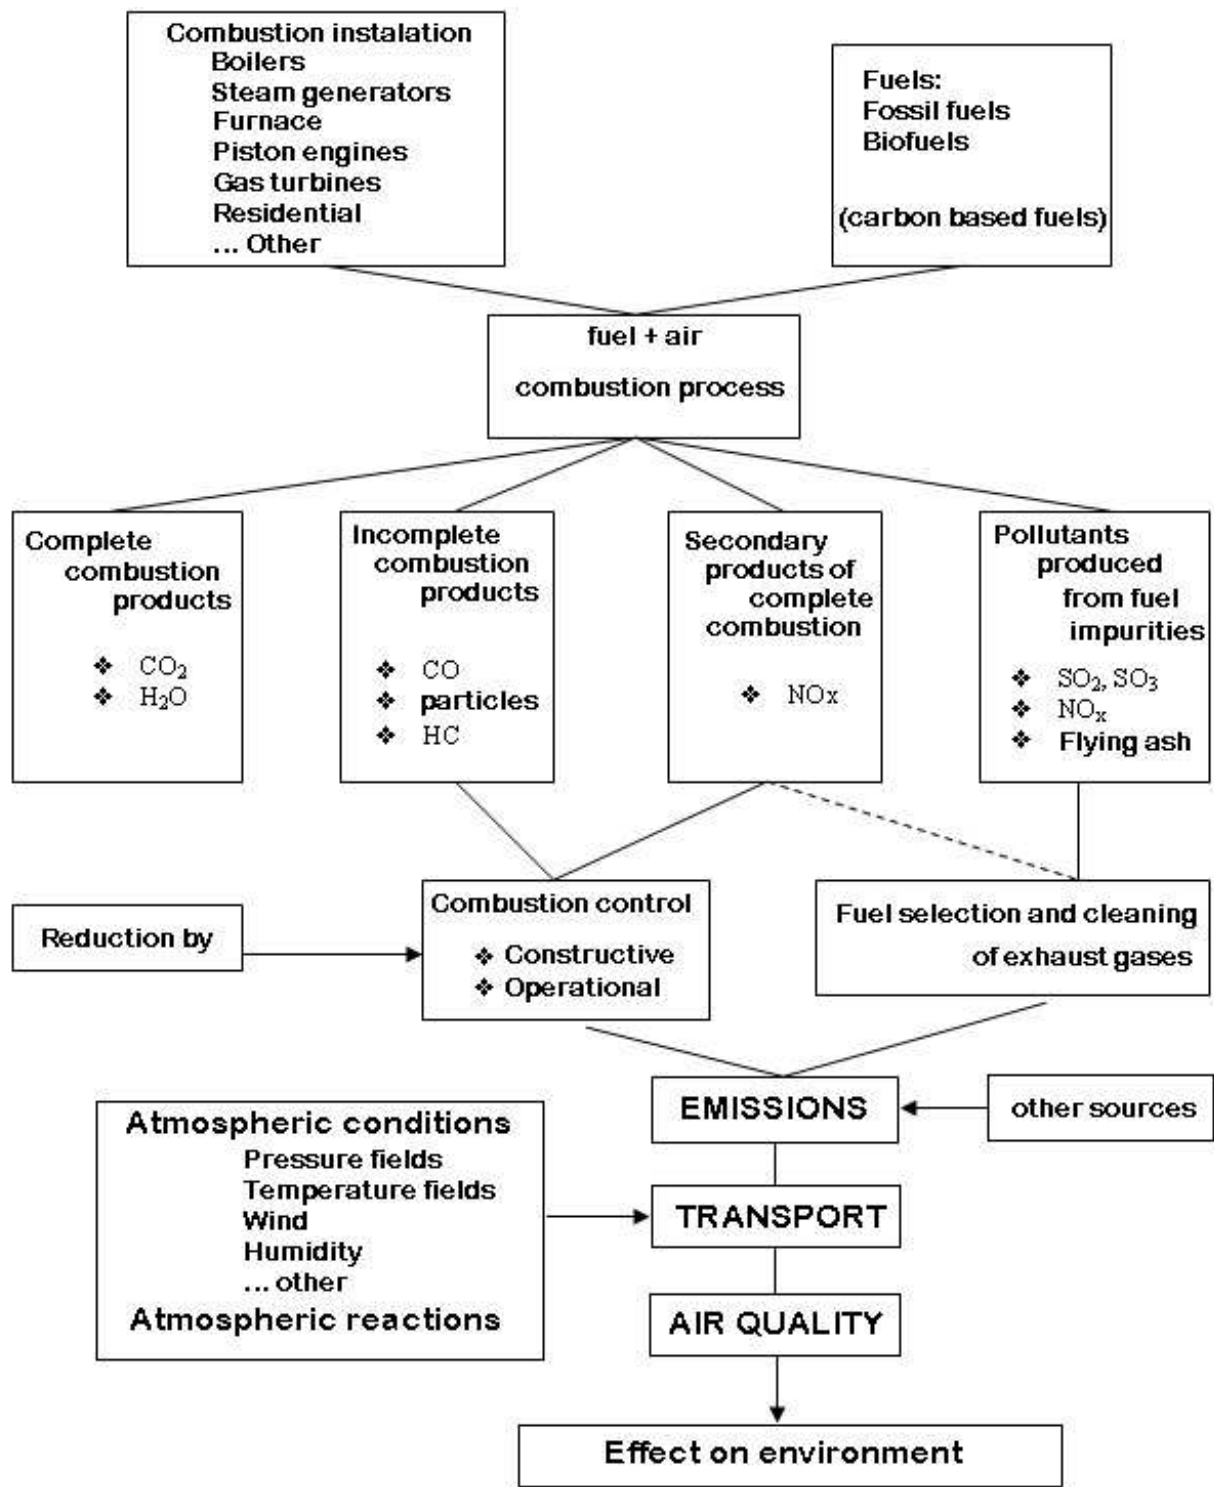 Combustion instalation
Boilers
Steam generators
Furnace
Piston engines
Gas turbines
Residential
... Other
Fuels:
Fossil fuels
Biofuels
(carbon based fuels)
fuel + air
combustion process
Complete
combustion
products
❖ CO₂
❖ H₂O
Incomplete
combustion
products
❖ CO
❖ particles
❖ HC
Secondary
products of
complete
combustion
❖ NOx
Pollutants
produced
from fuel
impurities
❖ SO₂, SO₃
❖ NOₓ
❖ Flying ash
Reduction by
Combustion control
❖ Constructive
❖ Operational
Fuel selection and cleaning
of exhaust gases
EMISSIONS
other sources
Atmospheric conditions
Pressure fields
Temperature fields
Wind
Humidity
... other
Atmospheric reactions
TRANSPORT
AIR QUALITY
Effect on environment